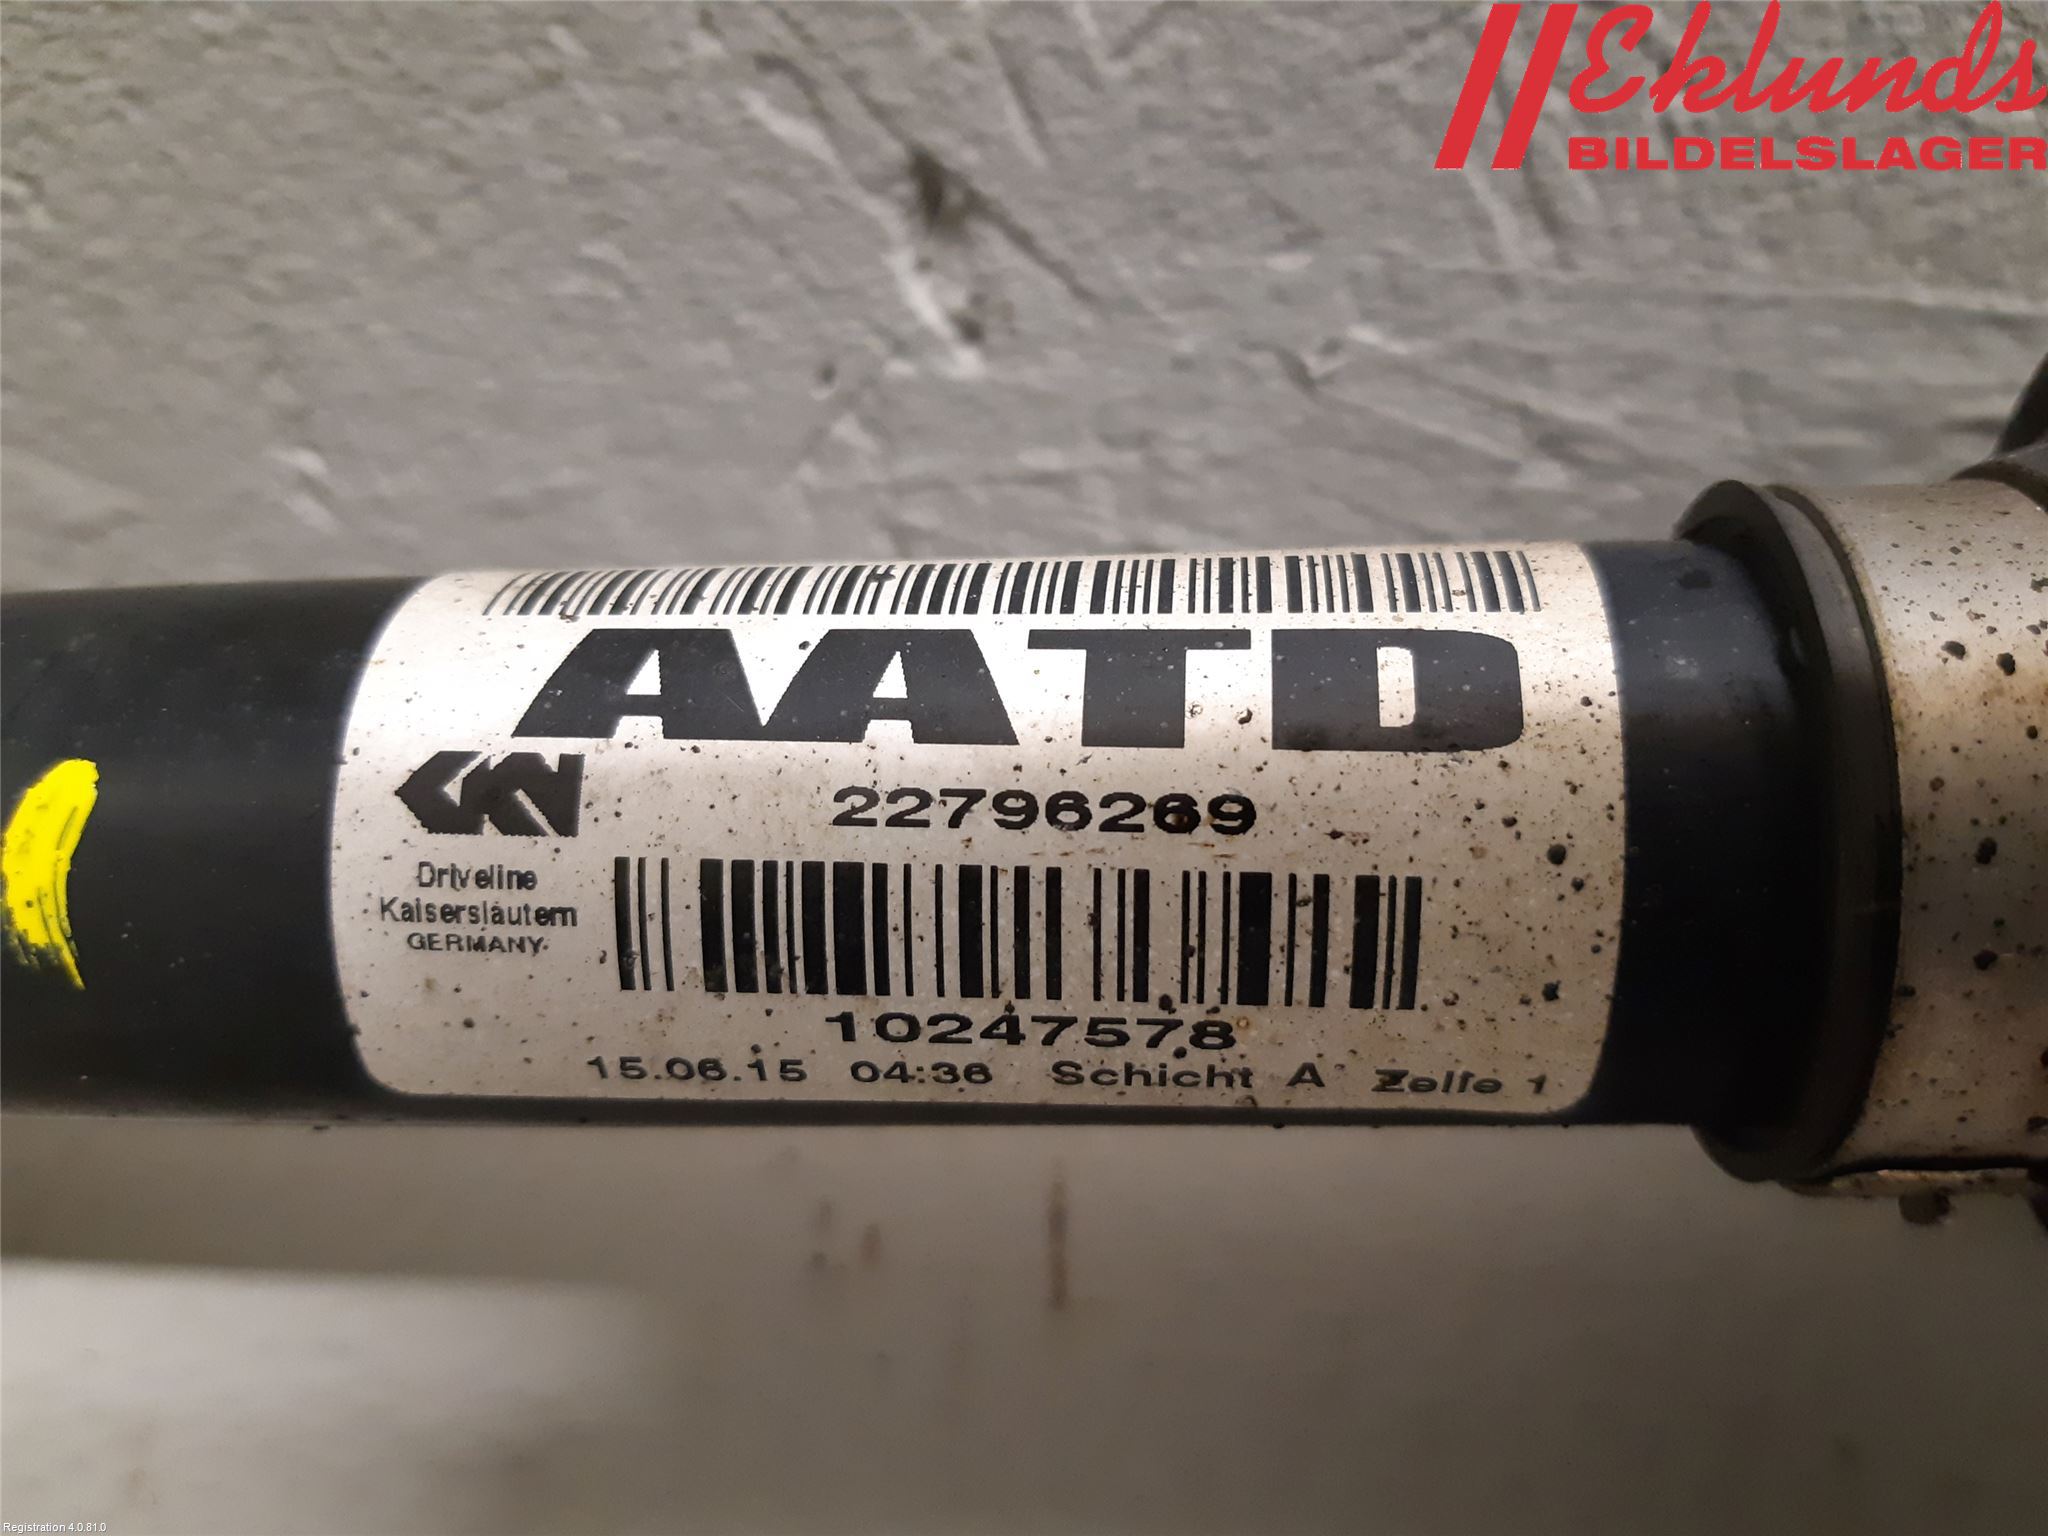 Eklunds
BILDELSLAGER
AATD
GKN
22796269
Driveline
Kaiserslautern
GERMANY
10247578
15.06.15 04:36 Schicht A Zelle 1
Registration 4.0.81.0